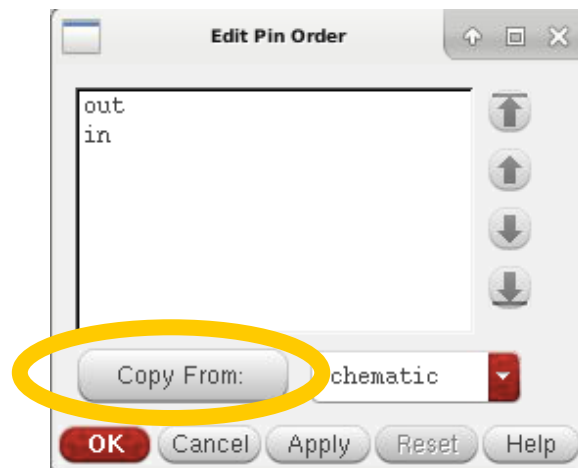 Edit Pin Order
out
in
Copy From: chematic
OK Cancel Apply Reset Help